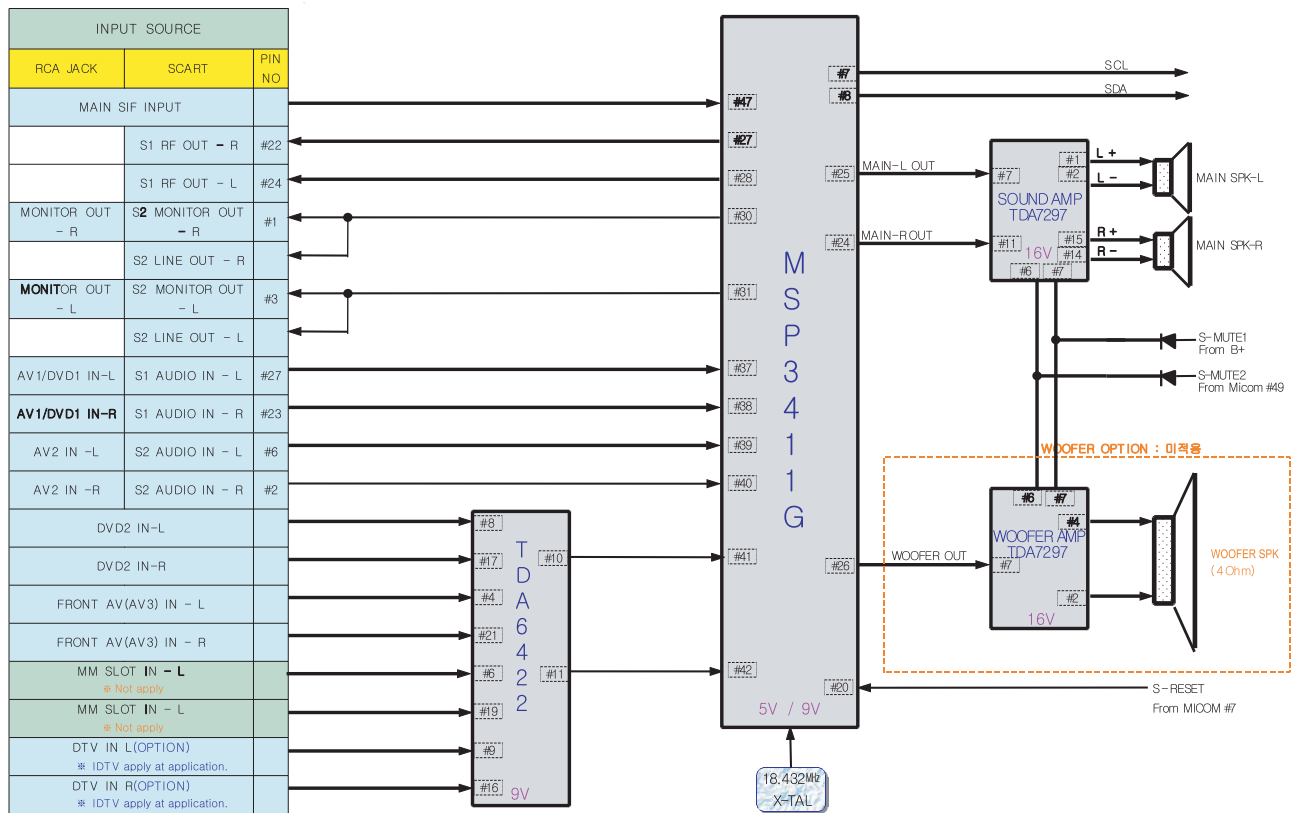 INPUT SOURCE
RCA JACK
SCART
PIN
NO
MAIN SIF INPUT
S1 RF OUT - R
#22
S1 RF OUT - L
#24
MONITOR OUT
- R
S2 MONITOR OUT
- R
#1
S2 LINE OUT - R
MONITOR OUT
- L
S2 MONITOR OUT
- L
#3
S2 LINE OUT - L
AV1/DVD1 IN-L
S1 AUDIO IN - L
#27
AV1/DVD1 IN-R
S1 AUDIO IN - R
#23
AV2 IN -L
S2 AUDIO IN - L
#6
AV2 IN -R
S2 AUDIO IN - R
#2
DVD2 IN-L
DVD2 IN-R
FRONT AV(AV3) IN - L
FRONT AV(AV3) IN - R
MM SLOT IN - L
※ Not apply
MM SLOT IN - L
※ Not apply
DTV IN L(OPTION)
※ IDTV apply at application.
DTV IN R(OPTION)
※ IDTV apply at application.
#8
#17
#4
#21
#6
#19
#9
#16
TDA6422
#10
#11
9V
#47
#27
#28
#30
#31
#37
#38
#39
#40
#41
#42
MSP3411G
#7
#8
#25
#24
#26
#20
5V / 9V
18.432MHz
X-TAL
SCL
SDA
MAIN-L OUT
MAIN-R OUT
#7
#11
SOUND AMP
TDA7297
16V
#1
#2
#15
#14
#6
#7
L +
L -
R +
R -
MAIN SPK-L
MAIN SPK-R
S-MUTE1
From B+
S-MUTE2
From Micom #49
WOOFER OPTION : 미적용
WOOFER OUT
#6
#7
#4
WOOFER AMP
TDA7297
#7
#2
16V
WOOFER SPK
(4 Ohm)
S-RESET
From MICOM #7